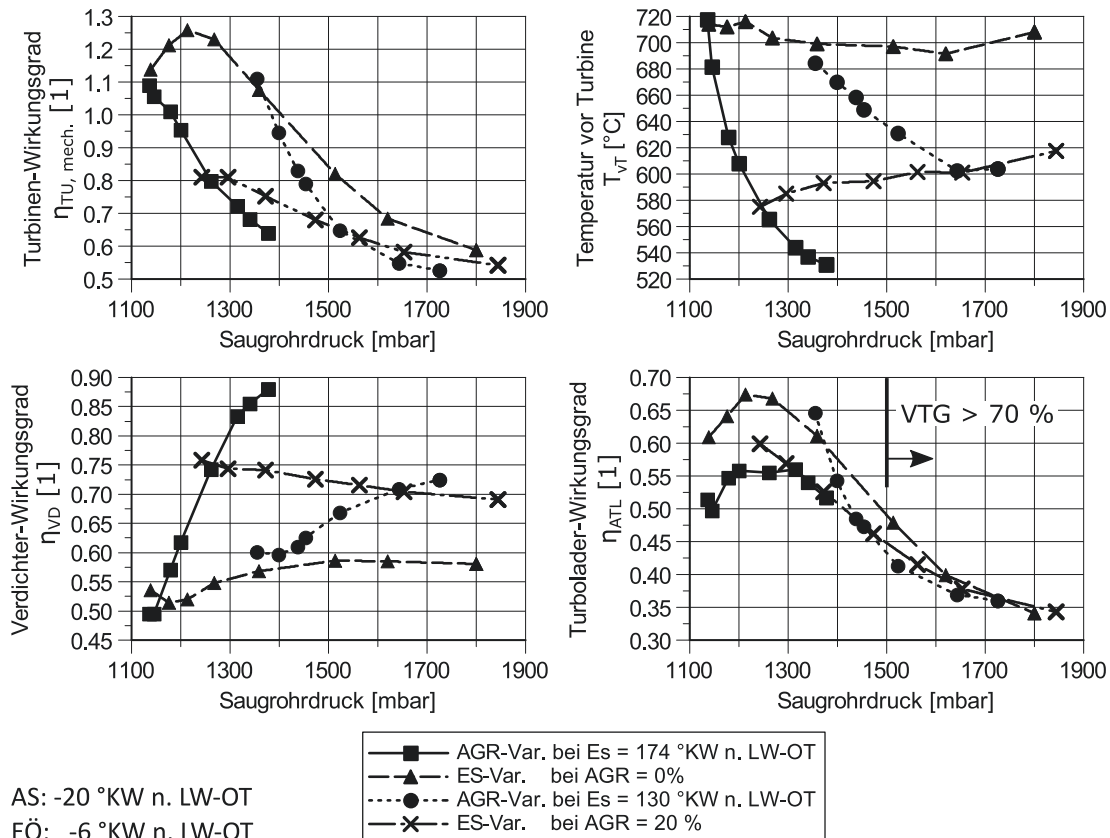 Turbinen-Wirkungsgrad
η_TU, mech. [1]
1.3
1.2
1.1
1.0
0.9
0.8
0.7
0.6
0.5
1100 1300 1500 1700 1900
Saugrohrdruck [mbar]
Temperatur vor Turbine
T_vT [°C]
720
700
680
660
640
620
600
580
560
540
520
1100 1300 1500 1700 1900
Saugrohrdruck [mbar]
Verdichter-Wirkungsgrad
η_VD [1]
0.90
0.85
0.80
0.75
0.70
0.65
0.60
0.55
0.50
0.45
1100 1300 1500 1700 1900
Saugrohrdruck [mbar]
Turbolader-Wirkungsgrad
η_ATL [1]
0.70
0.65
0.60
0.55
0.50
0.45
0.40
0.35
0.30
VTG > 70 %
1100 1300 1500 1700 1900
Saugrohrdruck [mbar]
AGR-Var. bei Es = 174 °KW n. LW-OT
ES-Var. bei AGR = 0%
AGR-Var. bei Es = 130 °KW n. LW-OT
ES-Var. bei AGR = 20 %
AS: -20 °KW n. LW-OT
EÖ: -6 °KW n. LW-OT